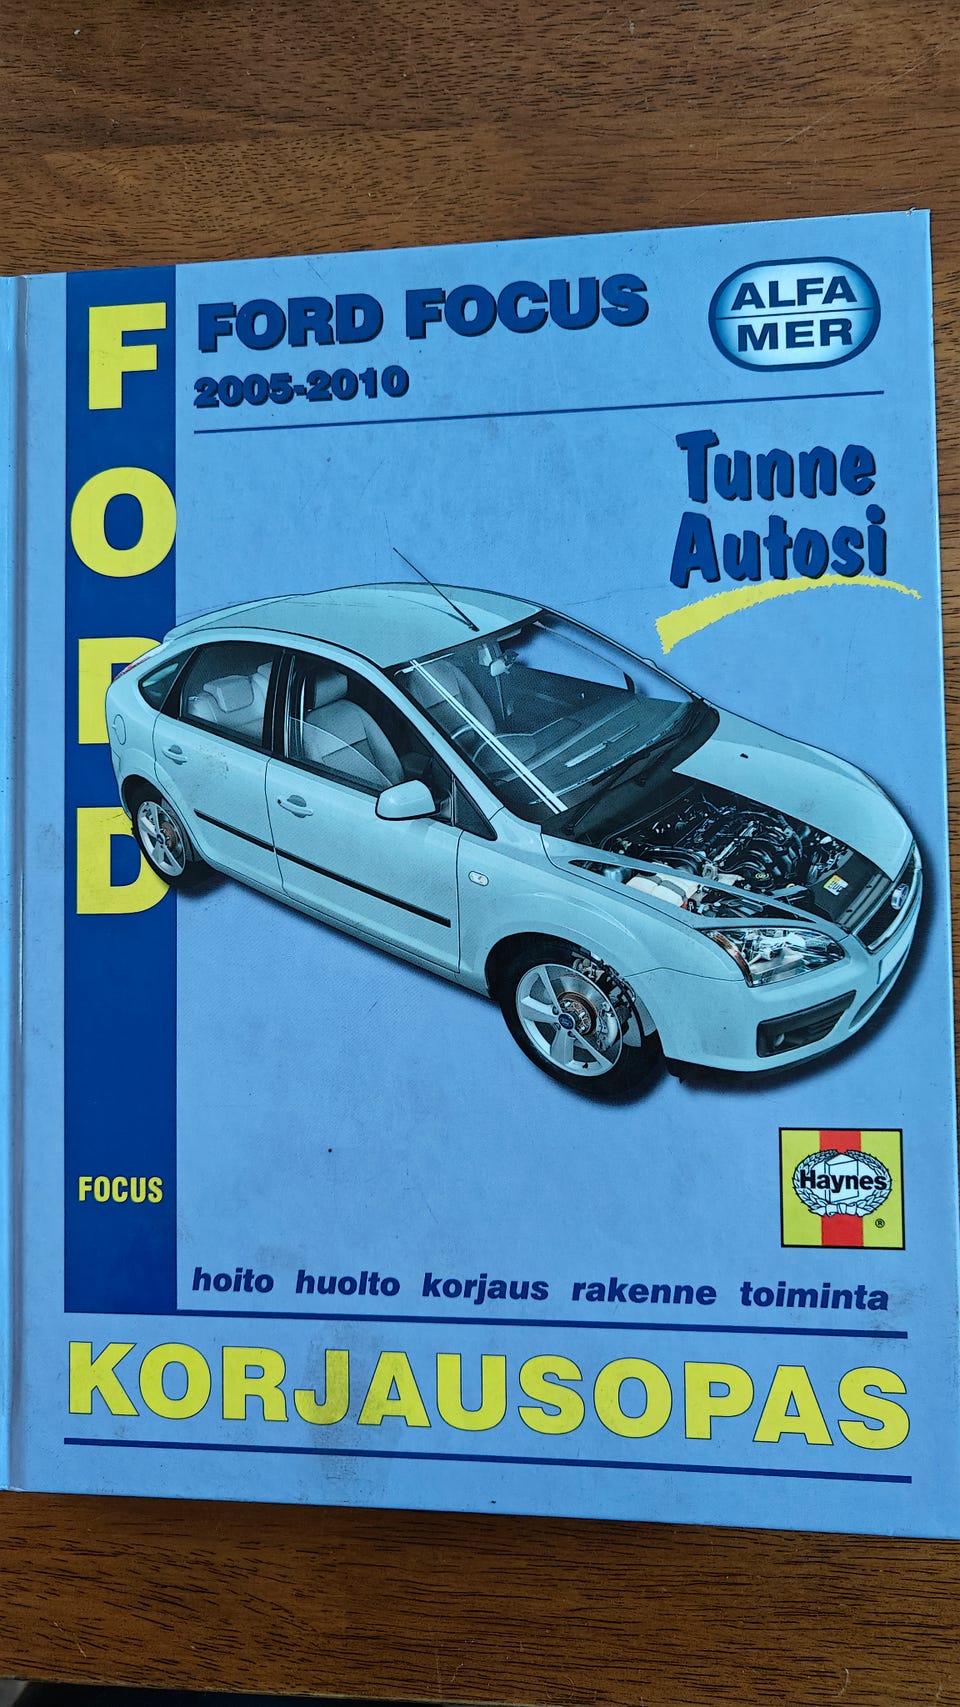 FORD
FORD FOCUS
2005-2010
ALFA
MER
Tunne
Autosi
Haynes
®
FOCUS
hoito huolto korjaus rakenne toiminta
KORJAUSOPAS